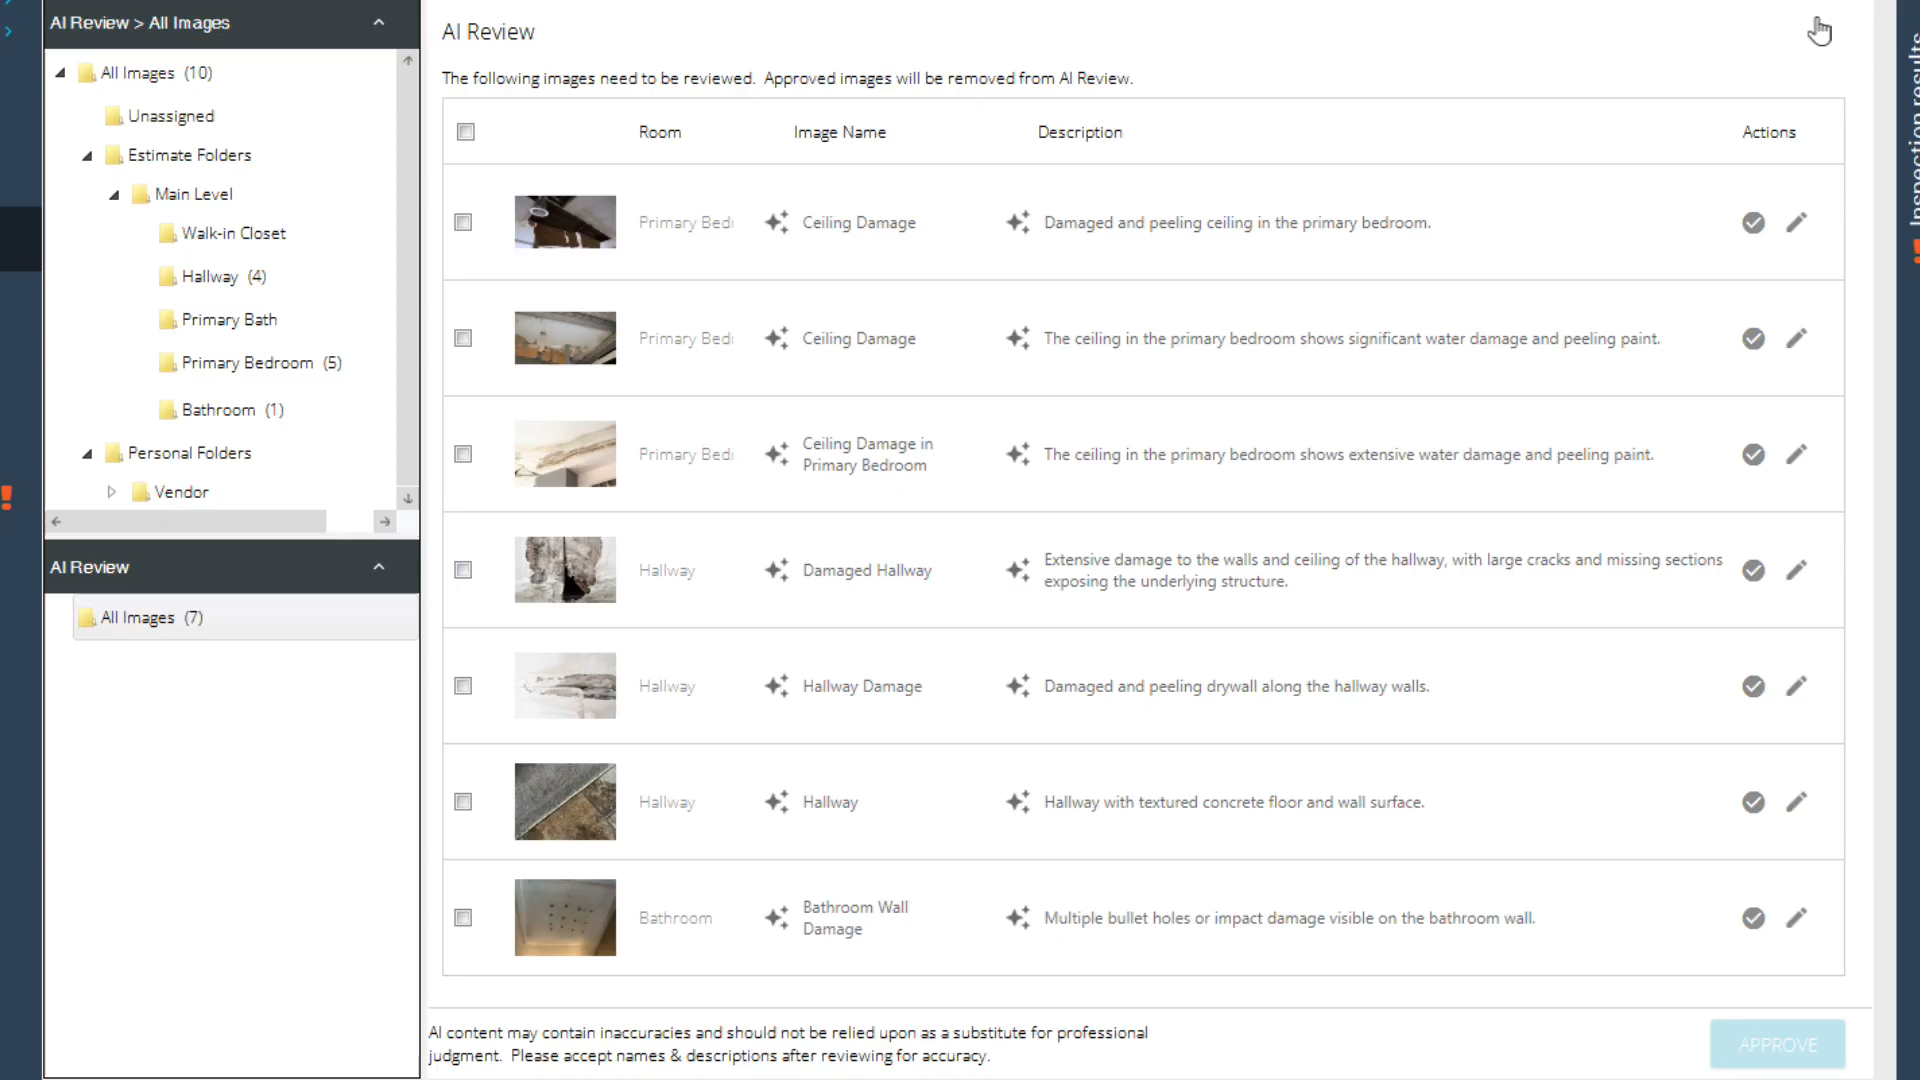 AI Review > All Images
All Images (10)
Unassigned
Estimate Folders
Main Level
Walk-in Closet
Hallway (4)
Primary Bath
Primary Bedroom (5)
Bathroom (1)
Personal Folders
Vendor
AI Review
All Images (7)
AI Review
The following images need to be reviewed. Approved images will be removed from AI Review.
Room Image Name Description Actions
Primary Ceiling Damage Damaged and peeling ceiling in the primary bedroom.
Primary Ceiling Damage The ceiling in the primary bedroom shows significant water damage and peeling paint.
Primary Ceiling Damage in
Primary Bedroom
The ceiling in the primary bedroom shows extensive water damage and peeling paint.
Hallway Damaged Hallway Extensive damage to the walls and ceiling of the hallway, with large cracks and missing sections
exposing the underlying structure.
Hallway Hallway Damage Damaged and peeling drywall along the hallway walls.
Hallway Hallway Hallway with textured concrete floor and wall surface.
Bathroom Bathroom Wall
Damage
Multiple bullet holes or impact damage visible on the bathroom wall.
AI content may contain inaccuracies and should not be relied upon as a substitute for professional
judgment. Please accept names & descriptions after reviewing for accuracy.
APPROVE
Inspection results